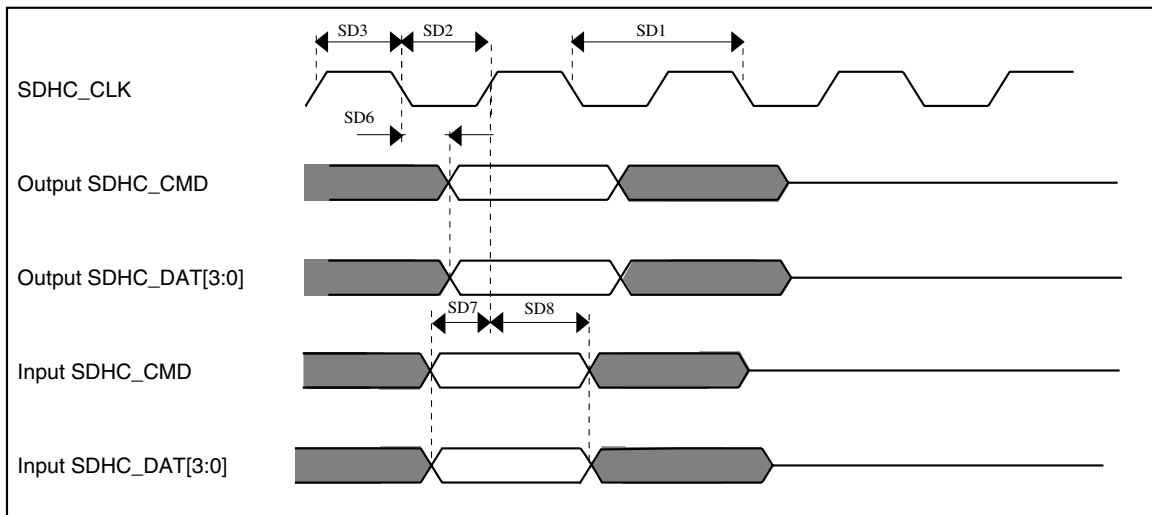 SD3 SD2 SD1
SDHC_CLK
SD6
Output SDHC_CMD
Output SDHC_DAT[3:0]
SD7 SD8
Input SDHC_CMD
Input SDHC_DAT[3:0]